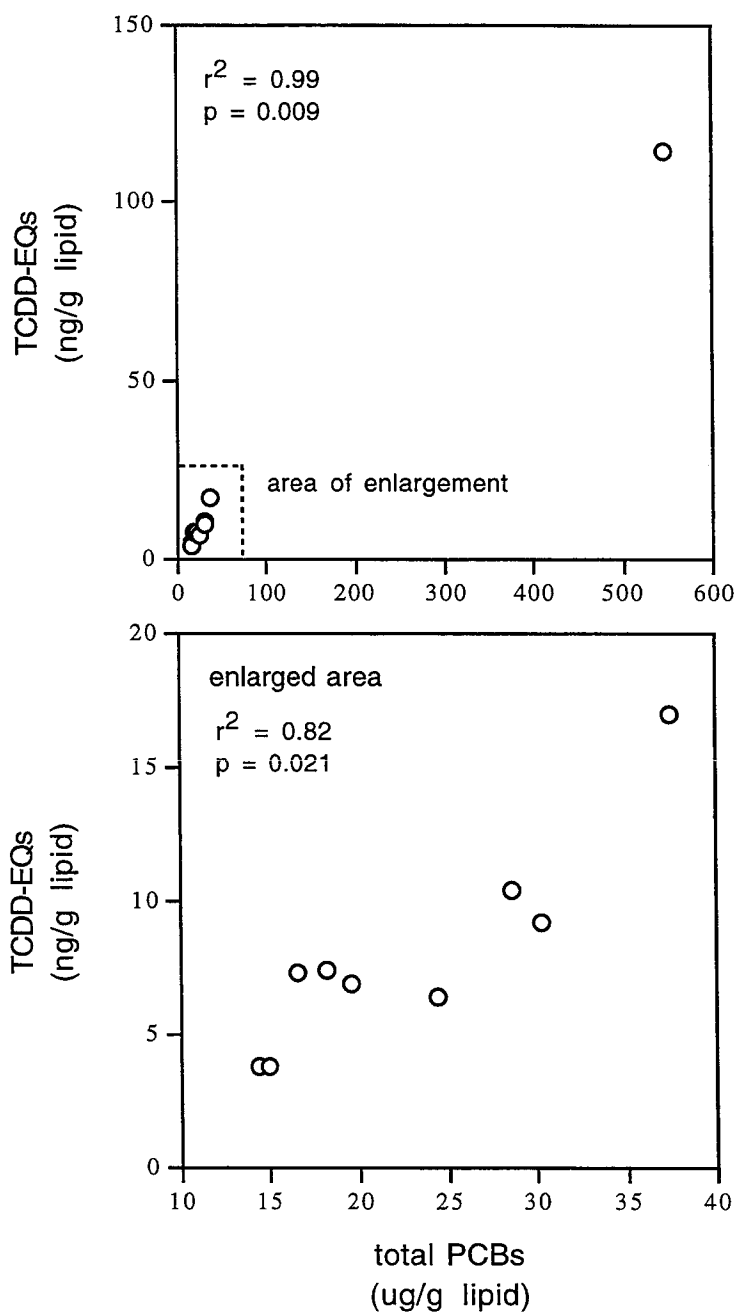 150
r2 = 0.99
p = 0.009
100
TCDD-EQs
(ng/g lipid)
50
area of enlargement
0
0 100 200 300 400 500 600
20
enlarged area
r2 = 0.82
p = 0.021
15
TCDD-EQs
(ng/g lipid)
10
5
0
10 15 20 25 30 35 40
total PCBs
(ug/g lipid)